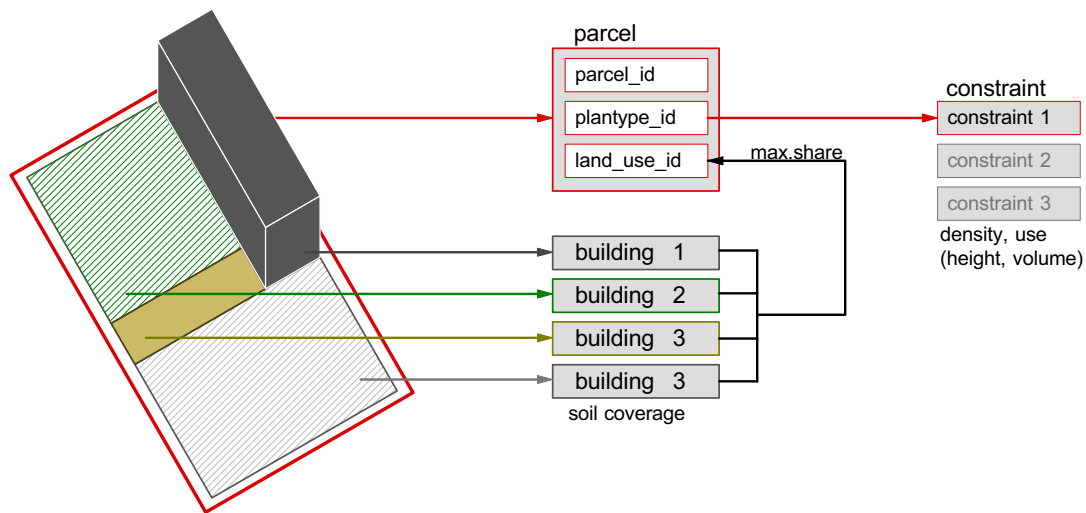 parcel
parcel_id
plantype_id
land_use_id
max.share
constraint
constraint 1
constraint 2
constraint 3
density, use
(height, volume)
building 1
building 2
building 3
building 3
soil coverage